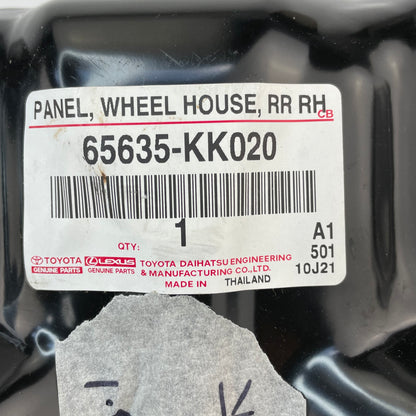 PANEL, WHEEL HOUSE, RR RH
CB
65635-KK020
QTY: 1
A1
501
10J21
TOYOTA
GENUINE PARTS
LEXUS
GENUINE PARTS
TOYOTA DAIHATSU ENGINEERING
& MANUFACTURING CO.,LTD.
MADE IN THAILAND